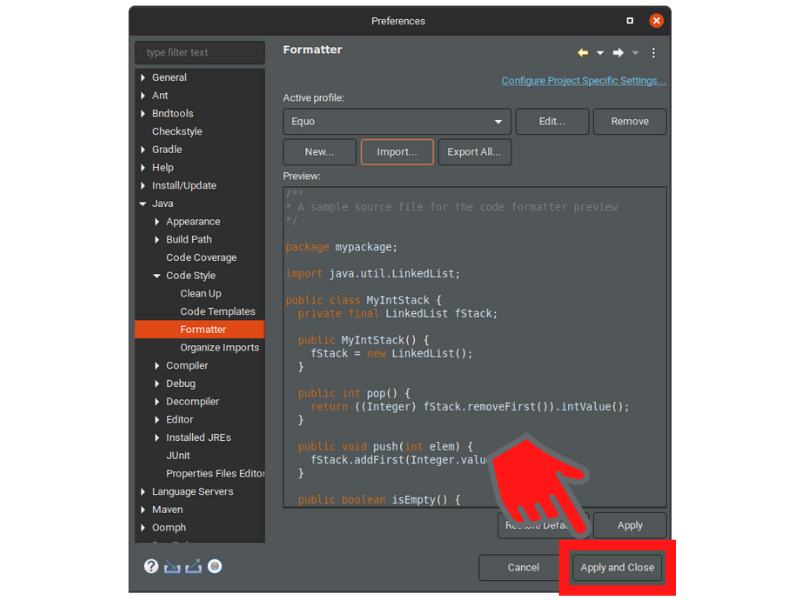 Preferences
type filter text
General
Ant
Bndtools
Checkstyle
Gradle
Help
Install/Update
Java
Appearance
Build Path
Code Coverage
Code Style
Clean Up
Code Templates
Formatter
Organize Imports
Compiler
Debug
Decompiler
Editor
Installed JREs
JUnit
Properties Files Editor
Language Servers
Maven
Oomph
Formatter
Configure Project Specific Settings...
Active profile:
Equo
Edit...
Remove
New...
Import...
Export All...
Preview:
/**
* A sample source file for the code formatter preview
*/
package mypackage;
import java.util.LinkedList;
public class MyIntStack {
private final LinkedList fStack;
public MyIntStack() {
fStack = new LinkedList();
}
public int pop() {
return ((Integer) fStack.removeFirst()).intValue();
}
public void push(int elem) {
fStack.addFirst(Integer.valu
}
public boolean isEmpty() {
Restore Defa
Apply
?
Cancel
Apply and Close